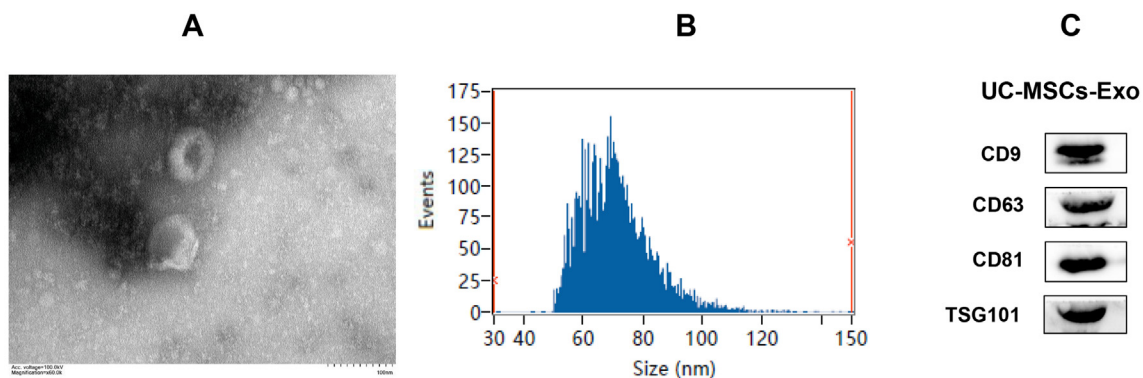 A
B
C
Acc. voltage=100.0kV
Magnification=x60.0k
100nm
175
150
125
100
75
50
25
0
Events
30 40 60 80 100 120 150
Size (nm)
UC-MSCs-Exo
CD9
CD63
CD81
TSG101